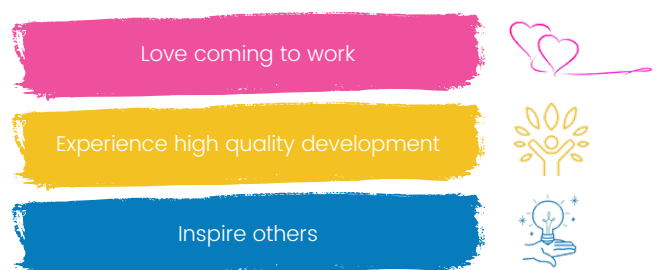 Love coming to work
Experience high quality development
Inspire others